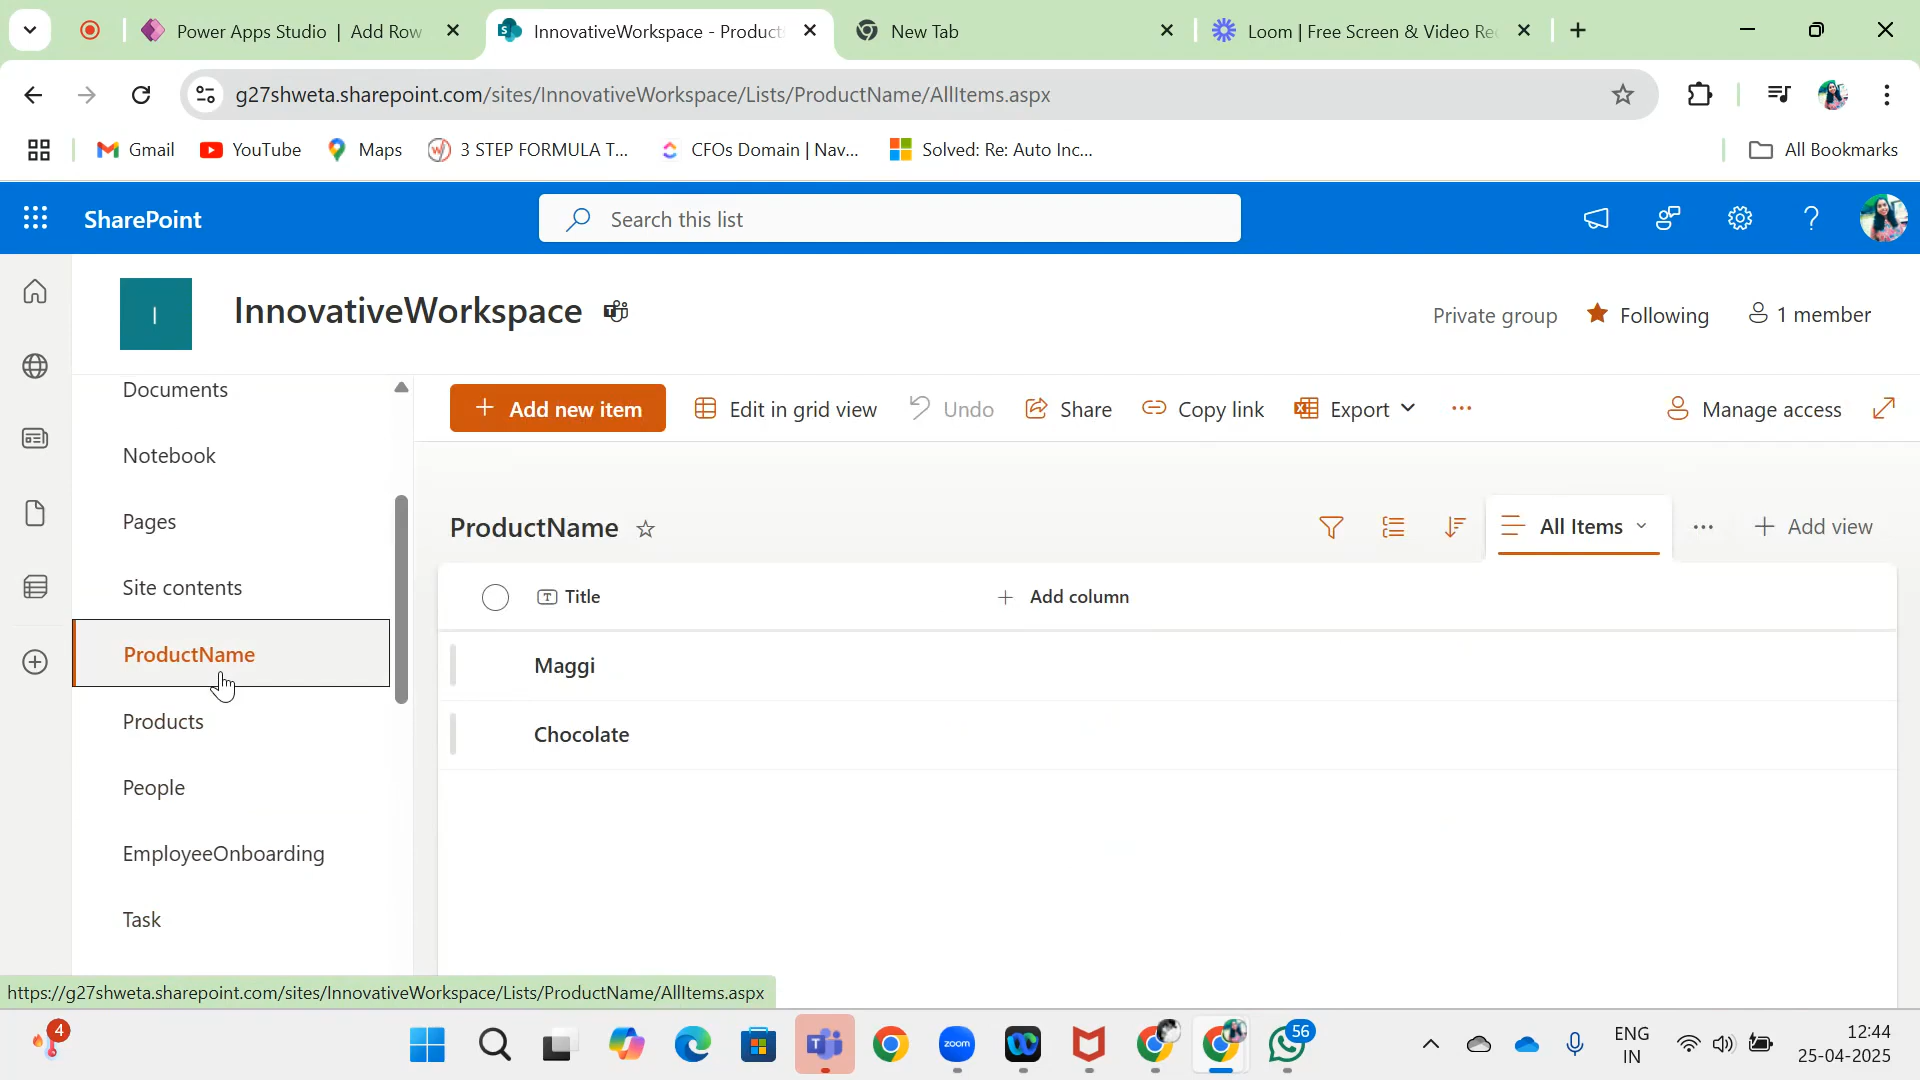 Power Apps Studio | Add Row
InnovativeWorkspace - Product
New Tab
Loom | Free Screen & Video Re
g27shweta.sharepoint.com/sites/InnovativeWorkspace/Lists/ProductName/AllItems.aspx
Gmail
YouTube
Maps
3 STEP FORMULA T...
CFOs Domain | Nav...
Solved: Re: Auto Inc...
All Bookmarks
SharePoint
Search this list
I
InnovativeWorkspace
Private group
Following
1 member
Documents
Notebook
Pages
Site contents
ProductName
Products
People
EmployeeOnboarding
Task
+ Add new item
Edit in grid view
Undo
Share
Copy link
Export
Manage access
ProductName
All Items
+ Add view
Title
+ Add column
Maggi
Chocolate
https://g27shweta.sharepoint.com/sites/InnovativeWorkspace/Lists/ProductName/AllItems.aspx
4
zoom
56
ENG
IN
12:44
25-04-2025